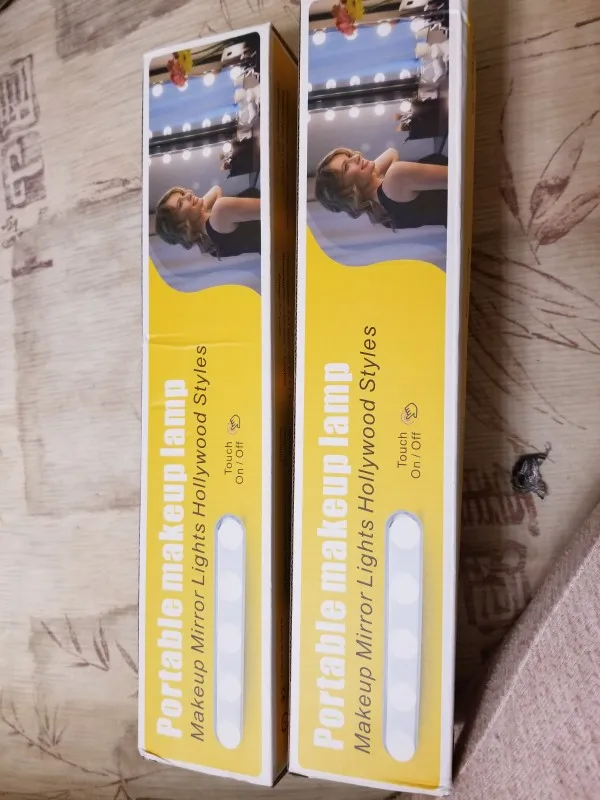 Portable makeup lamp
Makeup Mirror Lights Hollywood Styles
Touch
On / Off
Portable makeup lamp
Makeup Mirror Lights Hollywood Styles
Touch
On / Off